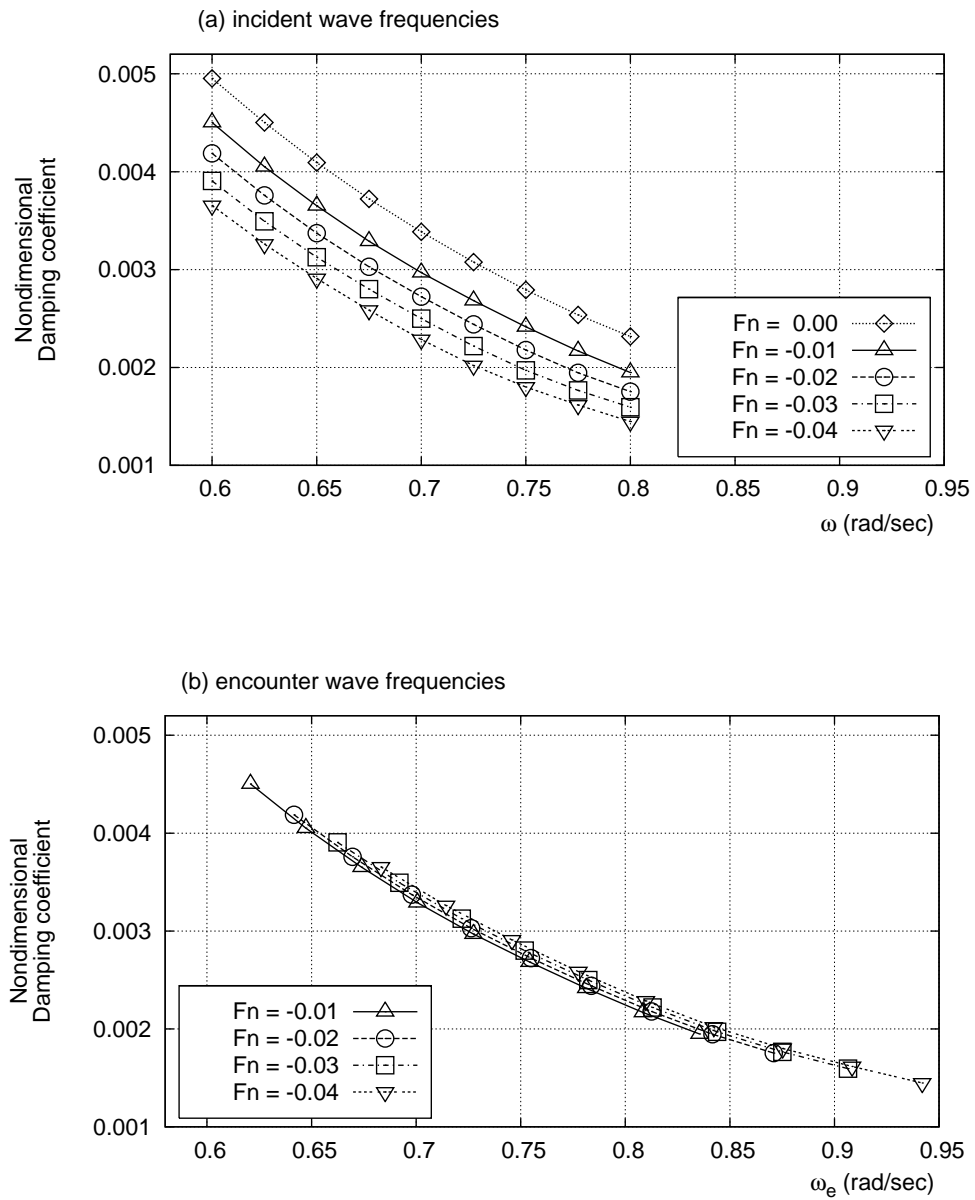 (a) incident wave frequencies
Nondimensional
Damping coefficient
0.005
0.004
0.003
0.002
0.001
Fn = 0.00
Fn = -0.01
Fn = -0.02
Fn = -0.03
Fn = -0.04
0.6 0.65 0.7 0.75 0.8 0.85 0.9 0.95
ω (rad/sec)
(b) encounter wave frequencies
Nondimensional
Damping coefficient
0.005
0.004
0.003
0.002
0.001
Fn = -0.01
Fn = -0.02
Fn = -0.03
Fn = -0.04
0.6 0.65 0.7 0.75 0.8 0.85 0.9 0.95
ωe (rad/sec)